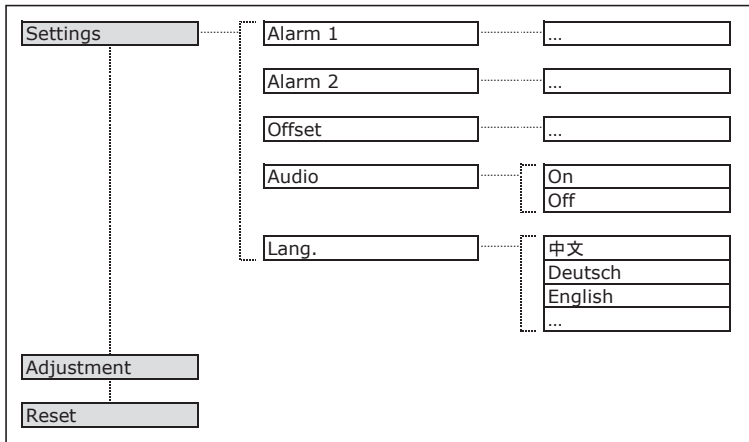 Settings
Alarm 1
...
Alarm 2
...
Offset
...
Audio
On
Off
Lang.
中文
Deutsch
English
...
Adjustment
Reset